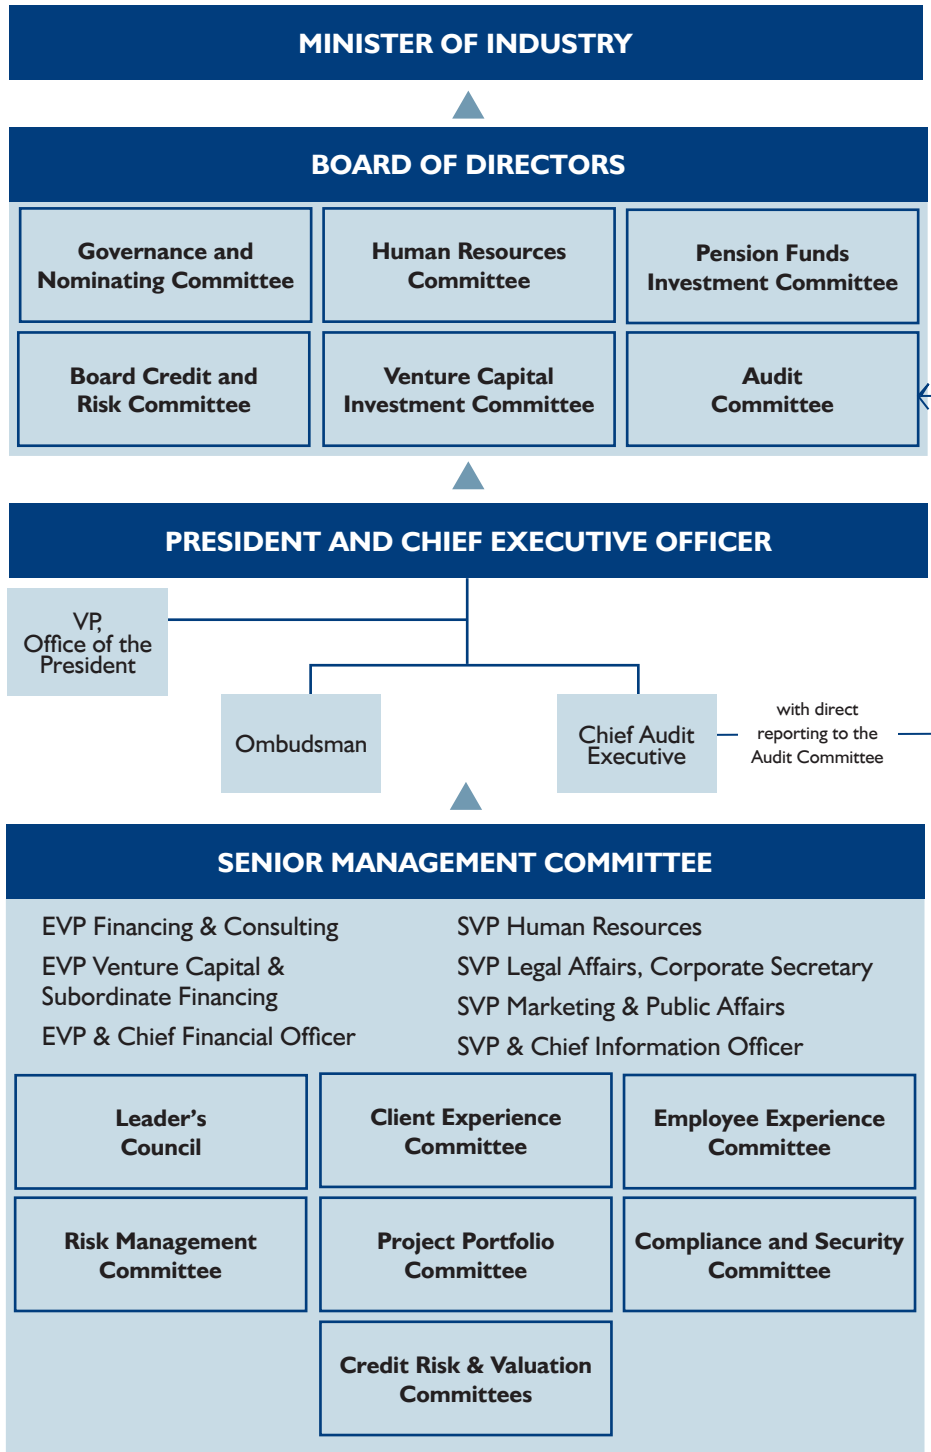 MINISTER OF INDUSTRY
BOARD OF DIRECTORS
Governance and
Nominating Committee
Human Resources
Committee
Pension Funds
Investment Committee
Board Credit and
Risk Committee
Venture Capital
Investment Committee
Audit
Committee
PRESIDENT AND CHIEF EXECUTIVE OFFICER
VP,
Office of the
President
Ombudsman
Chief Audit
Executive
with direct
reporting to the
Audit Committee
SENIOR MANAGEMENT COMMITTEE
EVP Financing & Consulting
EVP Venture Capital &
Subordinate Financing
EVP & Chief Financial Officer
SVP Human Resources
SVP Legal Affairs, Corporate Secretary
SVP Marketing & Public Affairs
SVP & Chief Information Officer
Leader’s
Council
Client Experience
Committee
Employee Experience
Committee
Risk Management
Committee
Project Portfolio
Committee
Compliance and Security
Committee
Credit Risk & Valuation
Committees